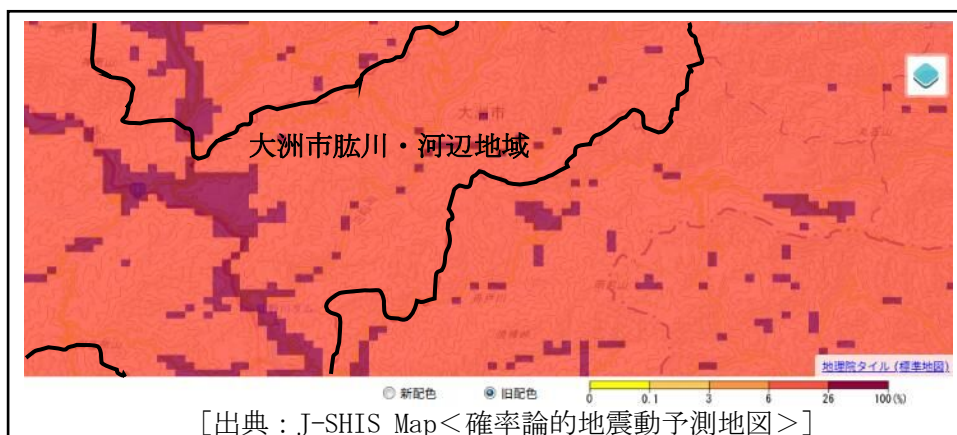 大洲市
大洲市肱川・河辺地域
地理院タイル (標準地図)
新配色 旧配色 0 0.1 3 6 26 100(%)
[出典：J-SHIS Map＜確率論的地震動予測地図＞]